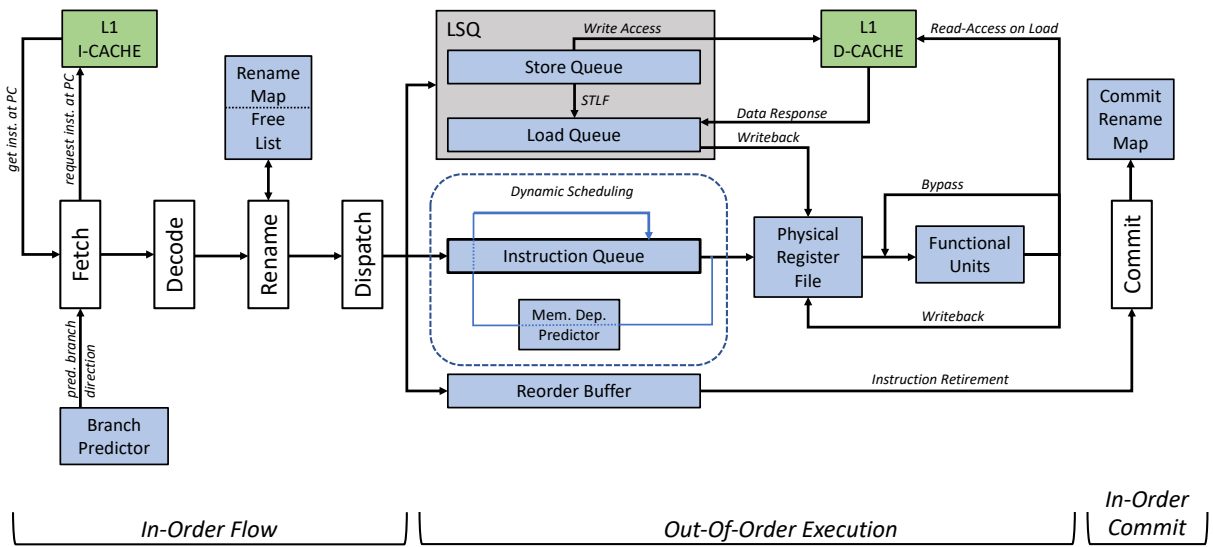 L1
I-CACHE
get inst. at PC
request inst. at PC
Rename
Map
Free
List
LSQ
Store Queue
STLF
Load Queue
Write Access
L1
D-CACHE
Read-Access on Load
Data Response
Writeback
Commit
Rename
Map
Fetch
Decode
Rename
Dispatch
Dynamic Scheduling
Instruction Queue
Mem. Dep.
Predictor
Physical
Register
File
Bypass
Functional
Units
Writeback
Commit
pred. branch
direction
Branch
Predictor
Reorder Buffer
Instruction Retirement
In-Order Flow
Out-Of-Order Execution
In-Order
Commit